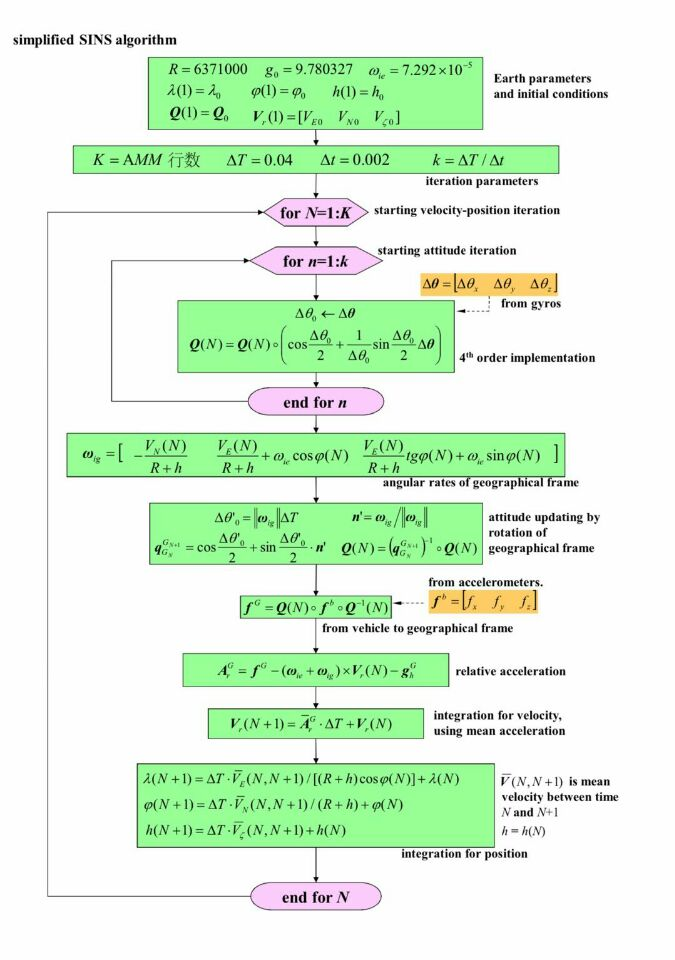 simplified SINS algorithm
R = 6371000 g₀ = 9.780327 ω_ie = 7.292×10⁻⁵
λ(1) = λ₀ φ(1) = φ₀ h(1) = h₀
Q(1) = Q₀ V_r(1) = [V_E0 V_N0 V_ζ0]
Earth parameters
and initial conditions
K = AMM 行数 ΔT = 0.04 Δt = 0.002 k = ΔT / Δt
iteration parameters
for N=1:K
starting velocity-position iteration
starting attitude iteration
for n=1:k
Δθ = [Δθ_x Δθ_y Δθ_z]
from gyros
Δθ₀ ← Δθ
Q(N) = Q(N)∘(cos Δθ₀/2 + 1/Δθ₀ sin Δθ₀/2 Δθ)
4th order implementation
end for n
ω_ig = [ −V_N(N)/(R+h) V_E(N)/(R+h) + ω_ie cosφ(N) V_E(N)/(R+h) tgφ(N) + ω_ie sinφ(N) ]
angular rates of geographical frame
Δθ'₀ = ‖ω_ig‖ΔT n' = ω_ig/‖ω_ig‖
q_{G_N}^{G_{N+1}} = cos Δθ'₀/2 + sin Δθ'₀/2 · n' Q(N) = (q_{G_N}^{G_{N+1}})⁻¹ ∘ Q(N)
attitude updating by
rotation of
geographical frame
from accelerometers.
f^b = [f_x f_y f_z]
f^G = Q(N)∘f^b∘Q⁻¹(N)
from vehicle to geographical frame
A_r^G = f^G − (ω_ie + ω_ig)×V_r(N) − g_h^G
relative acceleration
V_r(N+1) = A̅_r^G · ΔT + V_r(N)
integration for velocity,
using mean acceleration
λ(N+1) = ΔT · V̅_E(N, N+1) / [(R+h)cosφ(N)] + λ(N)
φ(N+1) = ΔT · V̅_N(N, N+1) / (R+h) + φ(N)
h(N+1) = ΔT · V̅_ζ(N, N+1) + h(N)
V̅(N, N+1) is mean
velocity between time
N and N+1
h = h(N)
integration for position
end for N